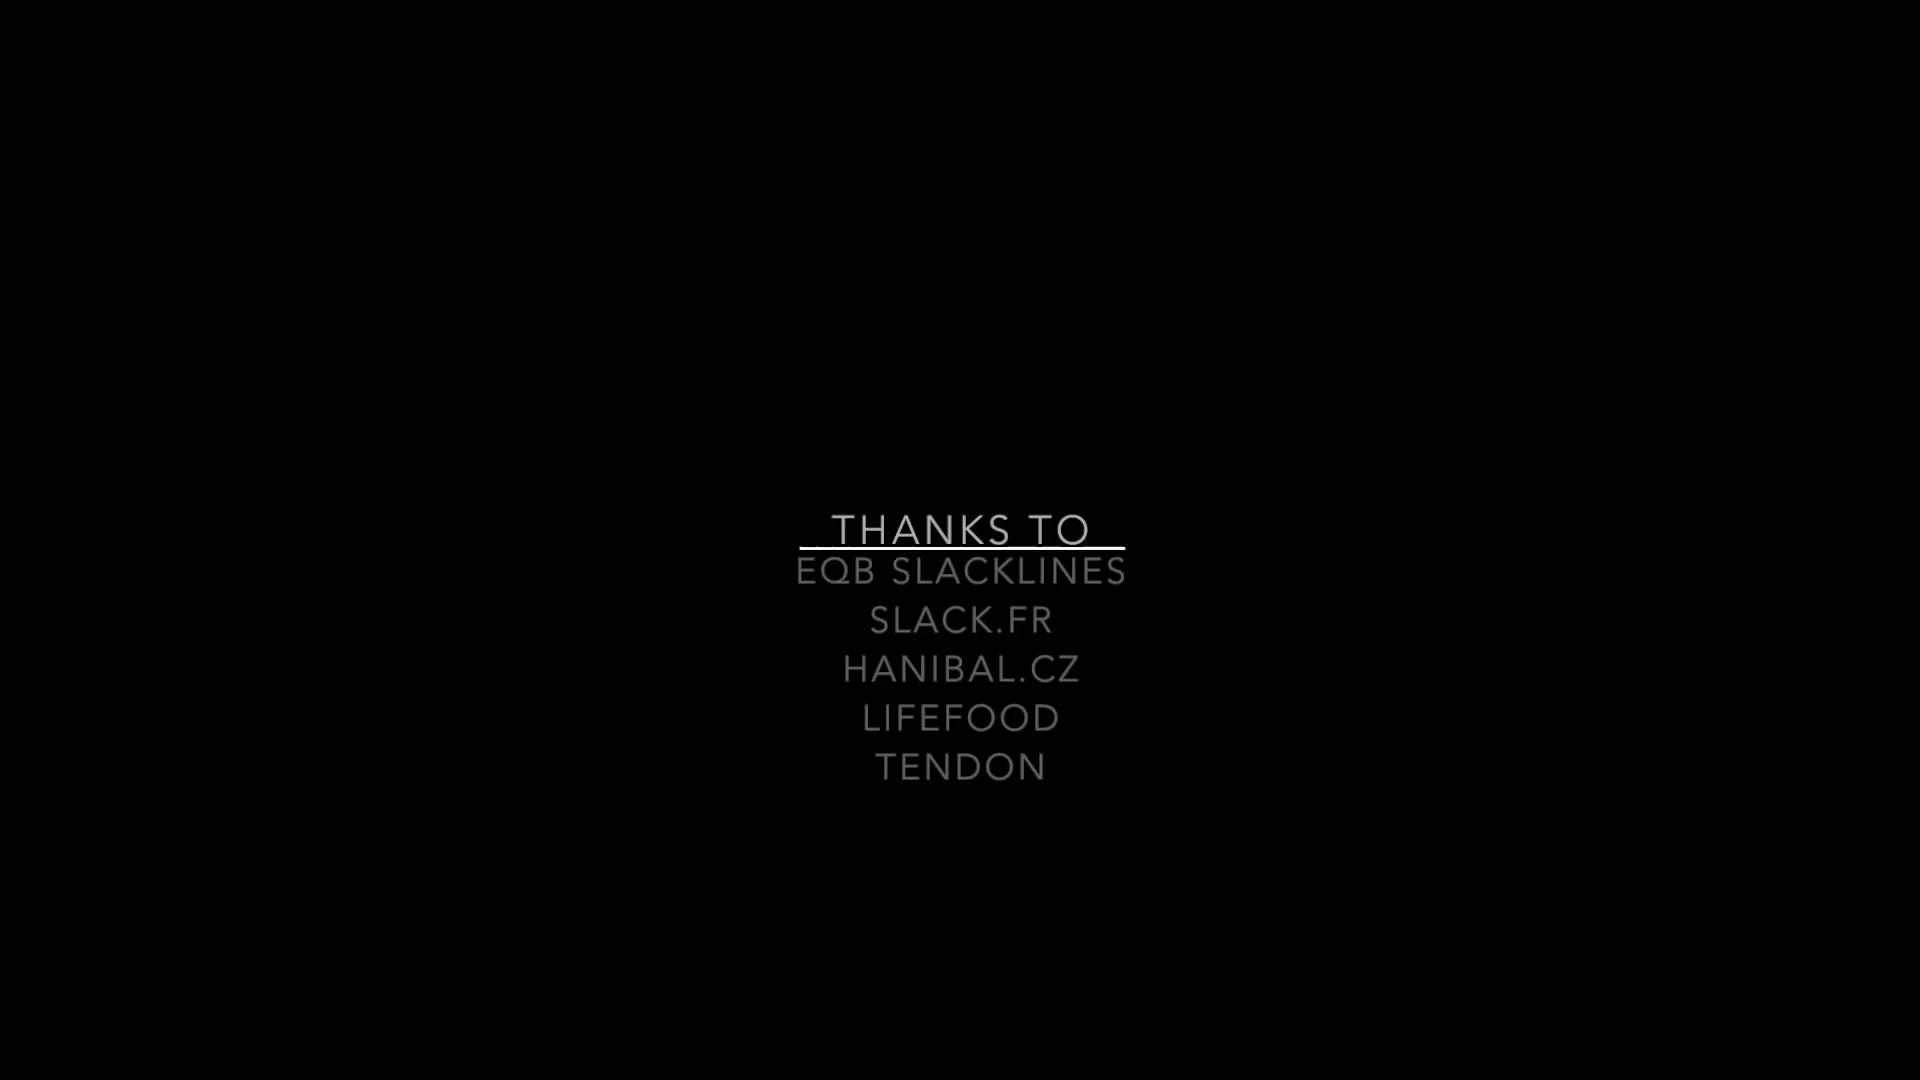 THANKS TO
EQB SLACKLINES
SLACK.FR
HANIBAL.CZ
LIFEFOOD
TENDON